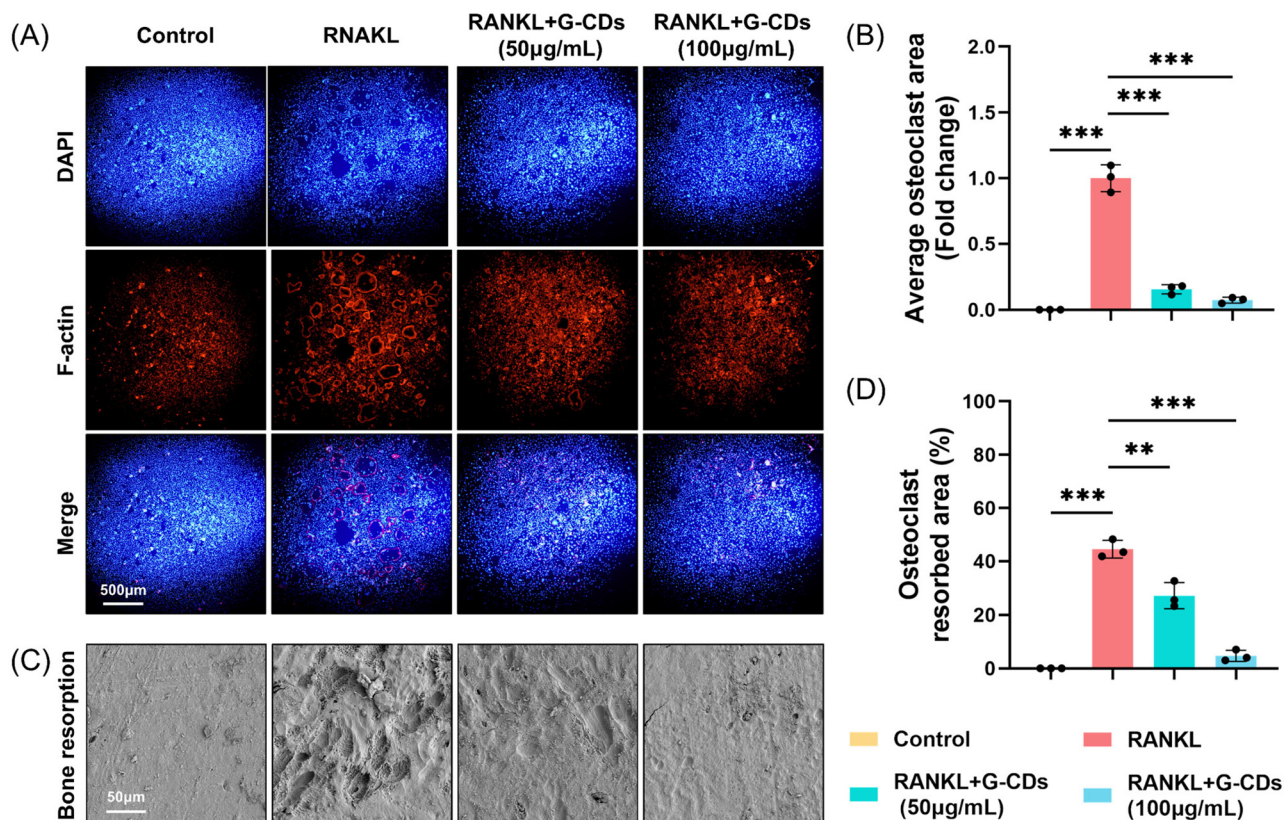 (A)
Control
RNAKL
RANKL+G-CDs
(50µg/mL)
RANKL+G-CDs
(100µg/mL)
DAPI
F-actin
Merge
500µm
(B)
Average osteoclast area
(Fold change)
2.0
1.5
1.0
0.5
0.0
***
***
***
(C)
Bone resorption
50µm
(D)
Osteoclast
resorbed area (%)
100
80
60
40
20
0
***
**
***
Control
RANKL
RANKL+G-CDs
(50µg/mL)
RANKL+G-CDs
(100µg/mL)